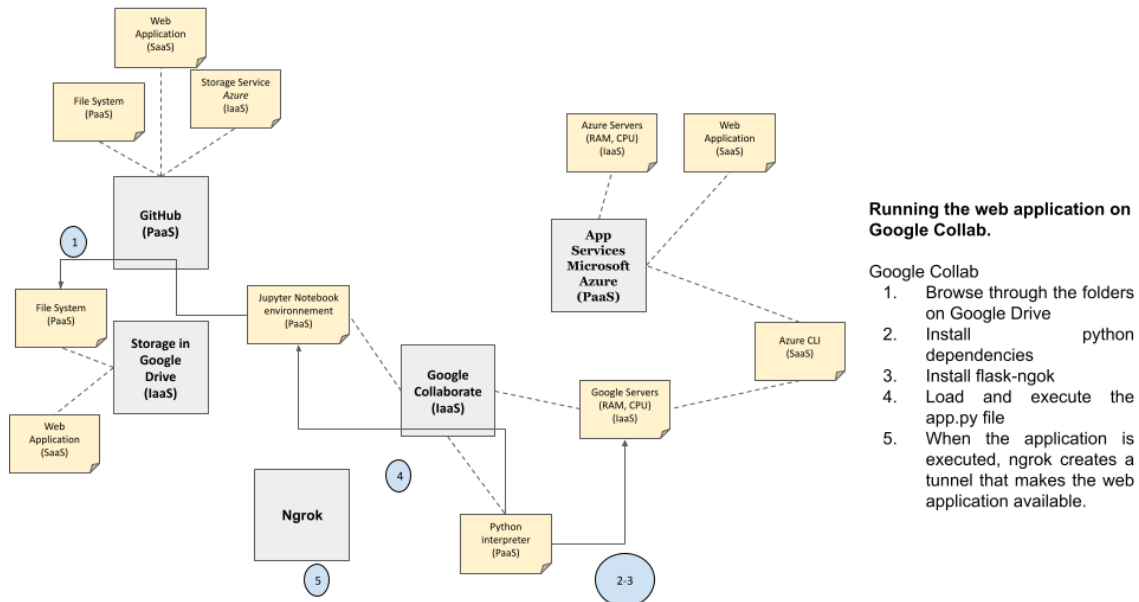 Web
Application
(SaaS)
File System
(PaaS)
Storage Service
Azure
(IaaS)
GitHub
(PaaS)
1
File System
(PaaS)
Storage in
Google
Drive
(IaaS)
Web
Application
(SaaS)
Jupyter Notebook
environnement
(PaaS)
Google
Collaborate
(IaaS)
4
Ngrok
5
Python
interpreter
(PaaS)
2-3
Google Servers
(RAM, CPU)
(IaaS)
Azure CLI
(SaaS)
Azure Servers
(RAM, CPU)
(IaaS)
Web
Application
(SaaS)
App
Services
Microsoft
Azure
(PaaS)
Running the web application on
Google Collab.
Google Collab
1. Browse through the folders
on Google Drive
2. Install python
dependencies
3. Install flask-ngok
4. Load and execute the
app.py file
5. When the application is
executed, ngrok creates a
tunnel that makes the web
application available.